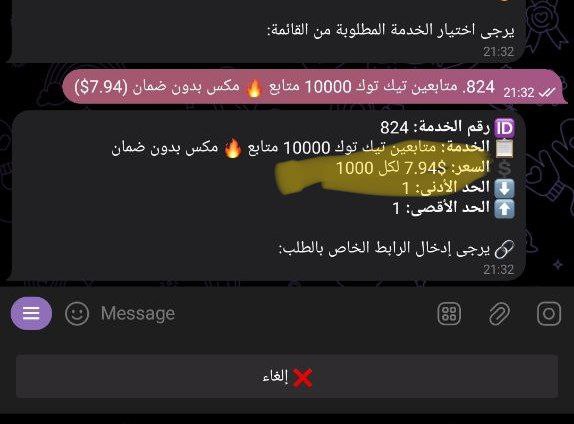 يرجى اختيار الخدمة المطلوبة من القائمة:
21:32
824. متابعين تيك توك 10000 متابع 🔥 مكس بدون ضمان ($7.94)
21:32
🆔 رقم الخدمة: 824
📋 الخدمة: متابعين تيك توك 10000 متابع 🔥 مكس بدون ضمان
💲 السعر: 7.94$ لكل 1000
⬇️ الحد الأدنى: 1
⬆️ الحد الأقصى: 1
🔗 يرجى إدخال الرابط الخاص بالطلب:
21:32
Message
❌ إلغاء